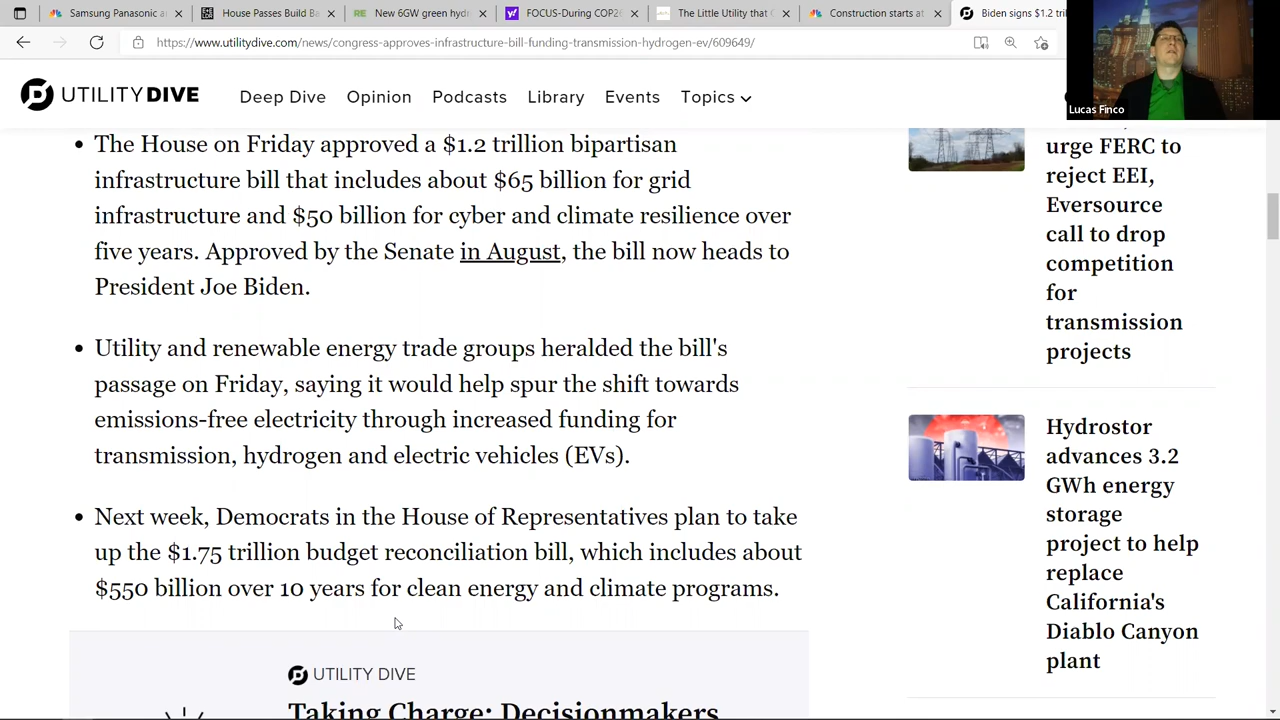 Samsung Panasonic a
House Passes Build Ba
New 6GW green hydr
FOCUS-During COP26
The Little Utility that C
Construction starts at
Biden signs $1.2 tril
https://www.utilitydive.com/news/congress-approves-infrastructure-bill-funding-transmission-hydrogen-ev/609649/
Lucas Finco
UTILITY DIVE
Deep Dive Opinion Podcasts Library Events Topics
The House on Friday approved a $1.2 trillion bipartisan
infrastructure bill that includes about $65 billion for grid
infrastructure and $50 billion for cyber and climate resilience over
five years. Approved by the Senate in August, the bill now heads to
President Joe Biden.
Utility and renewable energy trade groups heralded the bill's
passage on Friday, saying it would help spur the shift towards
emissions-free electricity through increased funding for
transmission, hydrogen and electric vehicles (EVs).
Next week, Democrats in the House of Representatives plan to take
up the $1.75 trillion budget reconciliation bill, which includes about
$550 billion over 10 years for clean energy and climate programs.
UTILITY DIVE
Taking Charge: Decisionmakers
urge FERC to
reject EEI,
Eversource
call to drop
competition
for
transmission
projects
Hydrostor
advances 3.2
GWh energy
storage
project to help
replace
California's
Diablo Canyon
plant